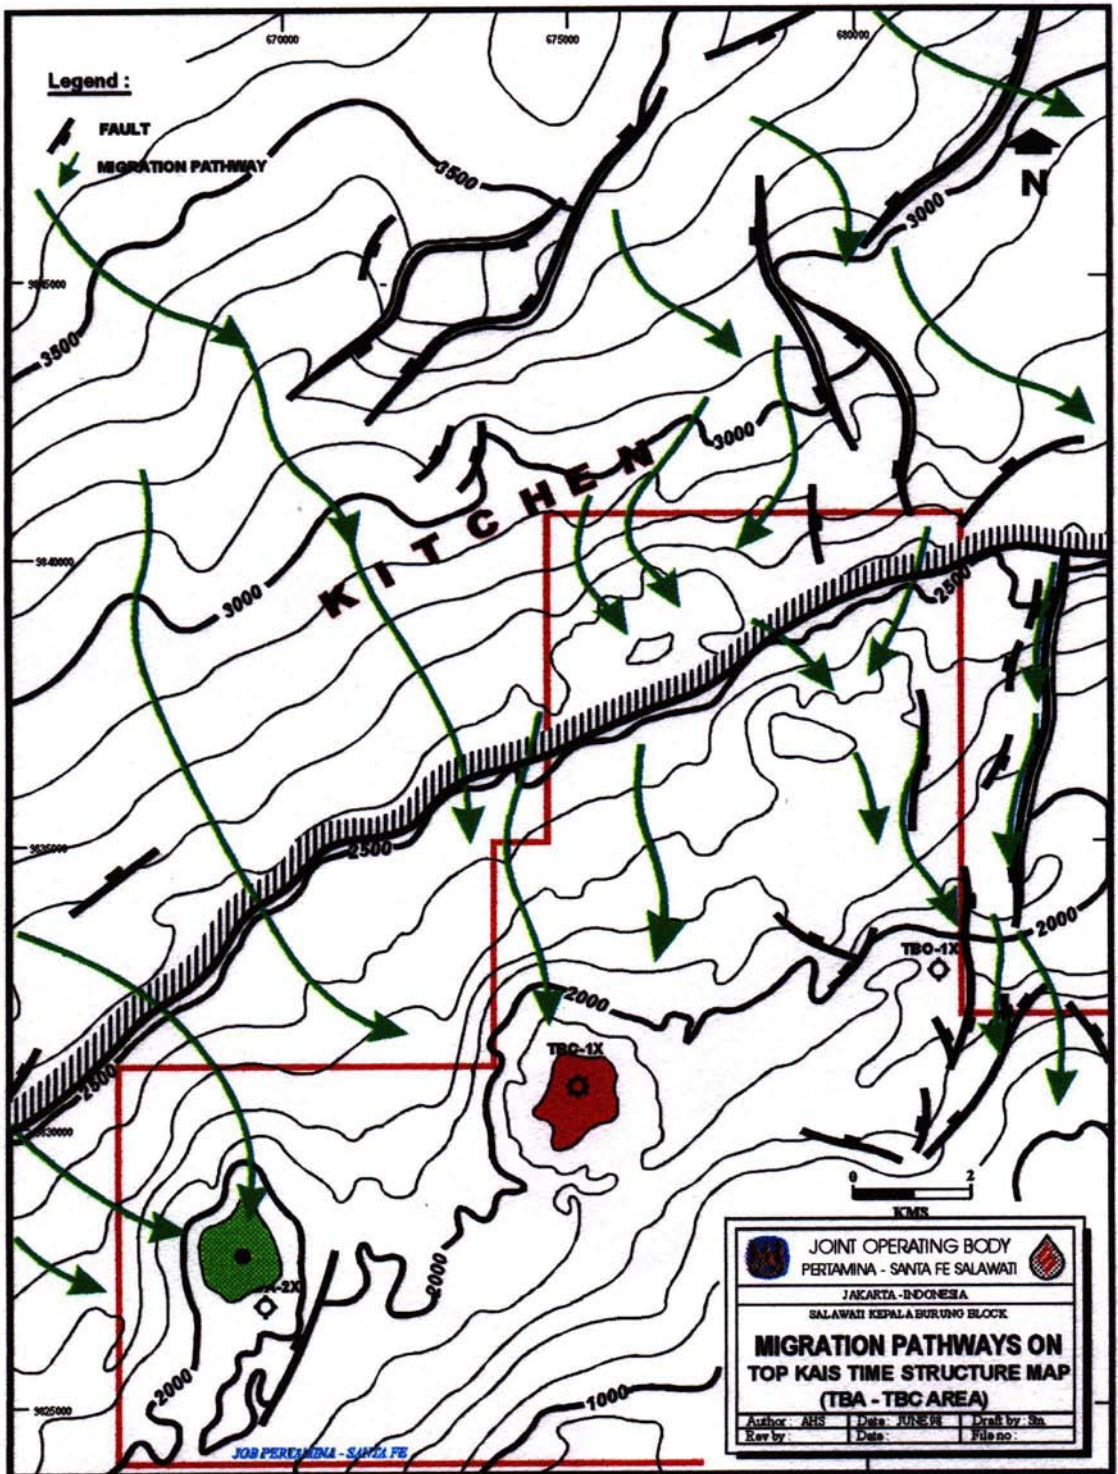 670000
675000
680000
Legend :
FAULT
MIGRATION PATHWAY
N
3500
3500
3000
3000
3000
KITCHEN
9840000
2500
2500
2500
9835000
2000
2000
2000
2000
TBO-1X
TBC-1X
1000
9825000
0 2
KMS
JOINT OPERATING BODY
PERTAMINA - SANTA FE SALAWATI
JAKARTA - INDONESIA
SALAWATI KEPALA BURUNG BLOCK
MIGRATION PATHWAYS ON
TOP KAIS TIME STRUCTURE MAP
(TBA - TBC AREA)
Author : AHS Date : JUNE 98 Draft by : Sn.
Rev by : Date : File no :
JOB PERTAMINA - SANTA FE